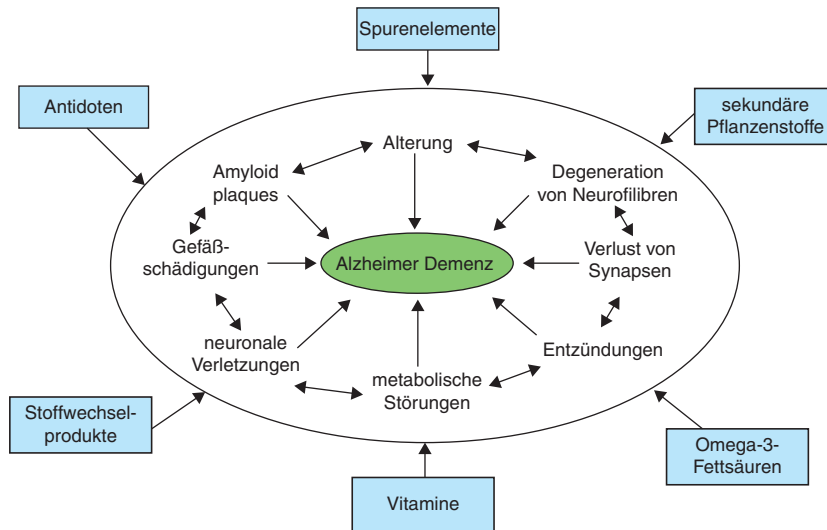 Spurenelemente
Antidoten
sekundäre
Pflanzenstoffe
Alterung
Amyloid
plaques
Degeneration
von Neurofilibren
Gefäß-
schädigungen
Alzheimer Demenz
Verlust von
Synapsen
neuronale
Verletzungen
Entzündungen
metabolische
Störungen
Stoffwechsel-
produkte
Omega-3-
Fettsäuren
Vitamine